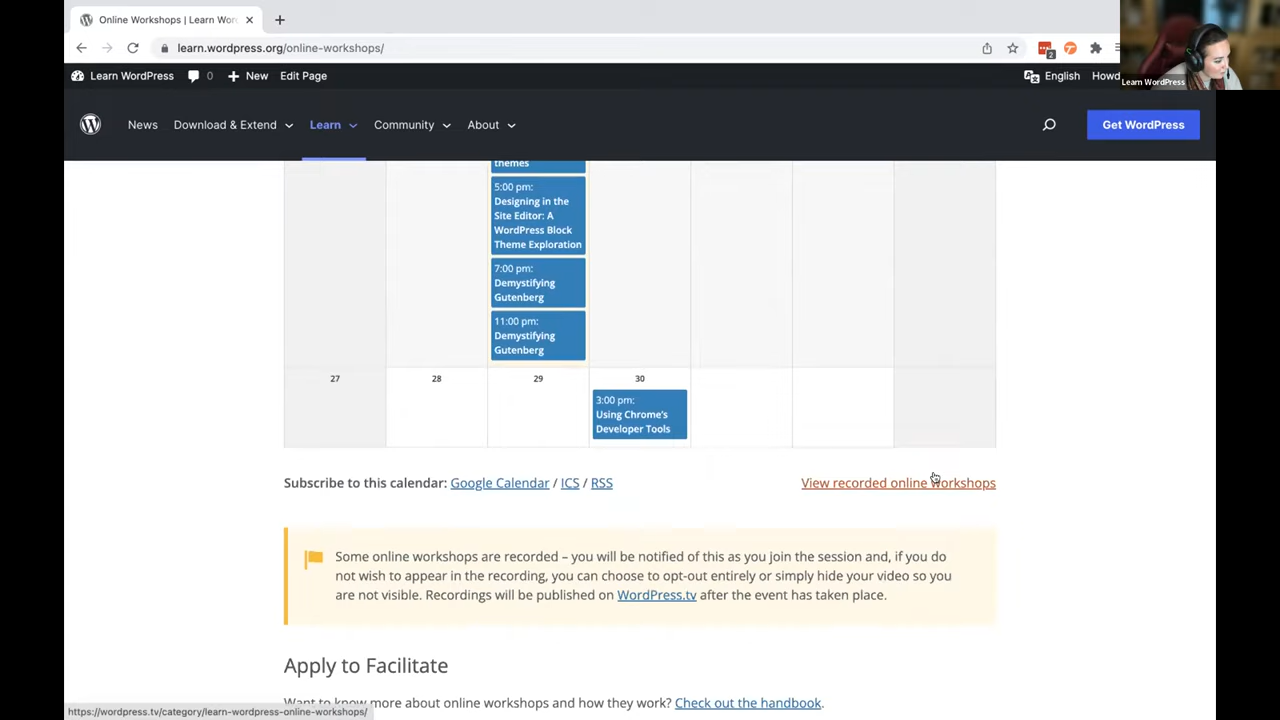 Online Workshops | Learn Wor
learn.wordpress.org/online-workshops/
2
Learn WordPress
Learn WordPress
0
New
Edit Page
English
Howd
News
Download & Extend
Learn
Community
About
Get WordPress
themes
5:00 pm:
Designing in the
Site Editor: A
WordPress Block
Theme Exploration
7:00 pm:
Demystifying
Gutenberg
11:00 pm:
Demystifying
Gutenberg
27
28
29
30
3:00 pm:
Using Chrome's
Developer Tools
Subscribe to this calendar: Google Calendar / ICS / RSS
View recorded online workshops
Some online workshops are recorded – you will be notified of this as you join the session and, if you do
not wish to appear in the recording, you can choose to opt-out entirely or simply hide your video so you
are not visible. Recordings will be published on WordPress.tv after the event has taken place.
Apply to Facilitate
Want to know more about online workshops and how they work? Check out the handbook.
https://wordpress.tv/category/learn-wordpress-online-workshops/